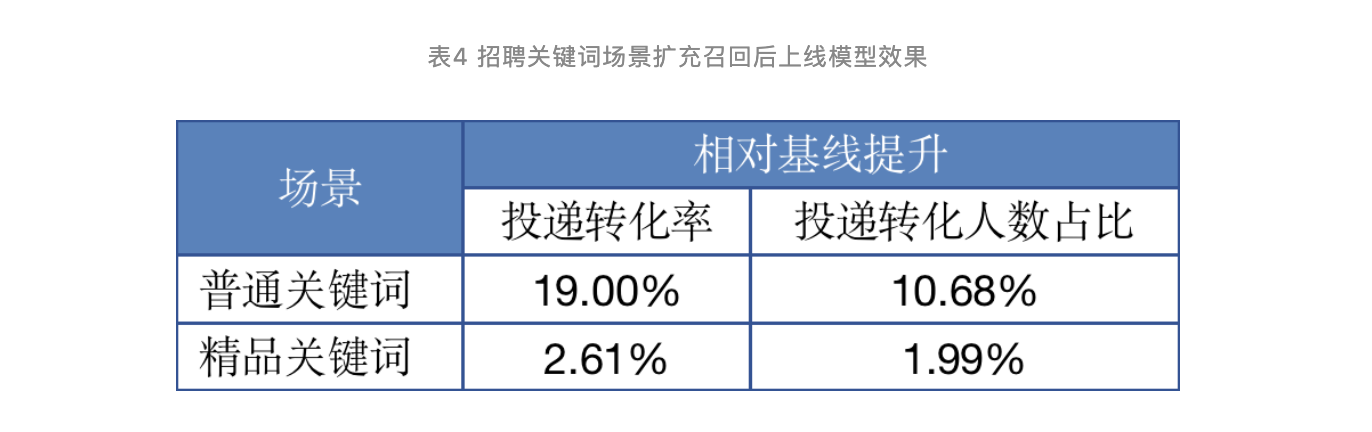 表4 招聘关键词场景扩充召回后上线模型效果
场景
相对基线提升
投递转化率 投递转化人数占比
普通关键词 19.00% 10.68%
精品关键词 2.61% 1.99%